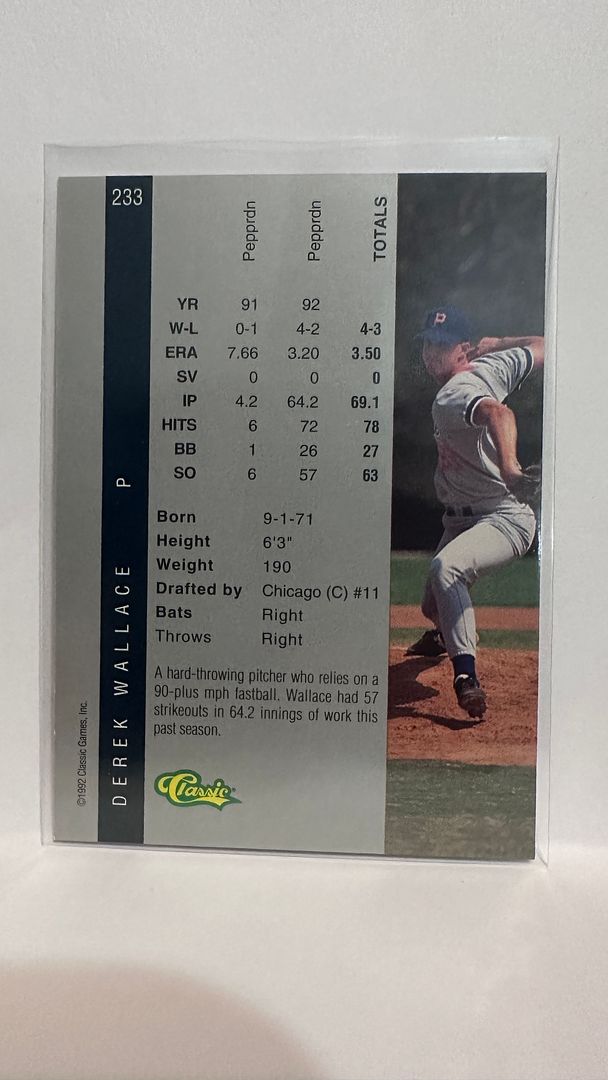 233
DEREK WALLACE P
©1992 Classic Games, Inc.
Pepprdn Pepprdn TOTALS
YR 91 92
W-L 0-1 4-2 4-3
ERA 7.66 3.20 3.50
SV 0 0 0
IP 4.2 64.2 69.1
HITS 6 72 78
BB 1 26 27
SO 6 57 63
Born 9-1-71
Height 6'3"
Weight 190
Drafted by Chicago (C) #11
Bats Right
Throws Right
A hard-throwing pitcher who relies on a
90-plus mph fastball. Wallace had 57
strikeouts in 64.2 innings of work this
past season.
Classic®
P